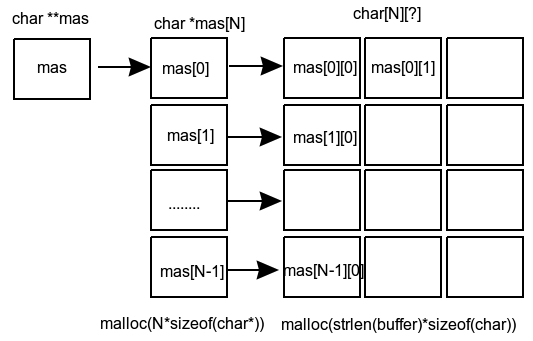 char **mas
char *mas[N]
char[N][?]
mas
mas[0]
mas[0][0]
mas[0][1]
mas[1]
mas[1][0]
........
mas[N-1]
mas[N-1][0]
malloc(N*sizeof(char*))
malloc(strlen(buffer)*sizeof(char))